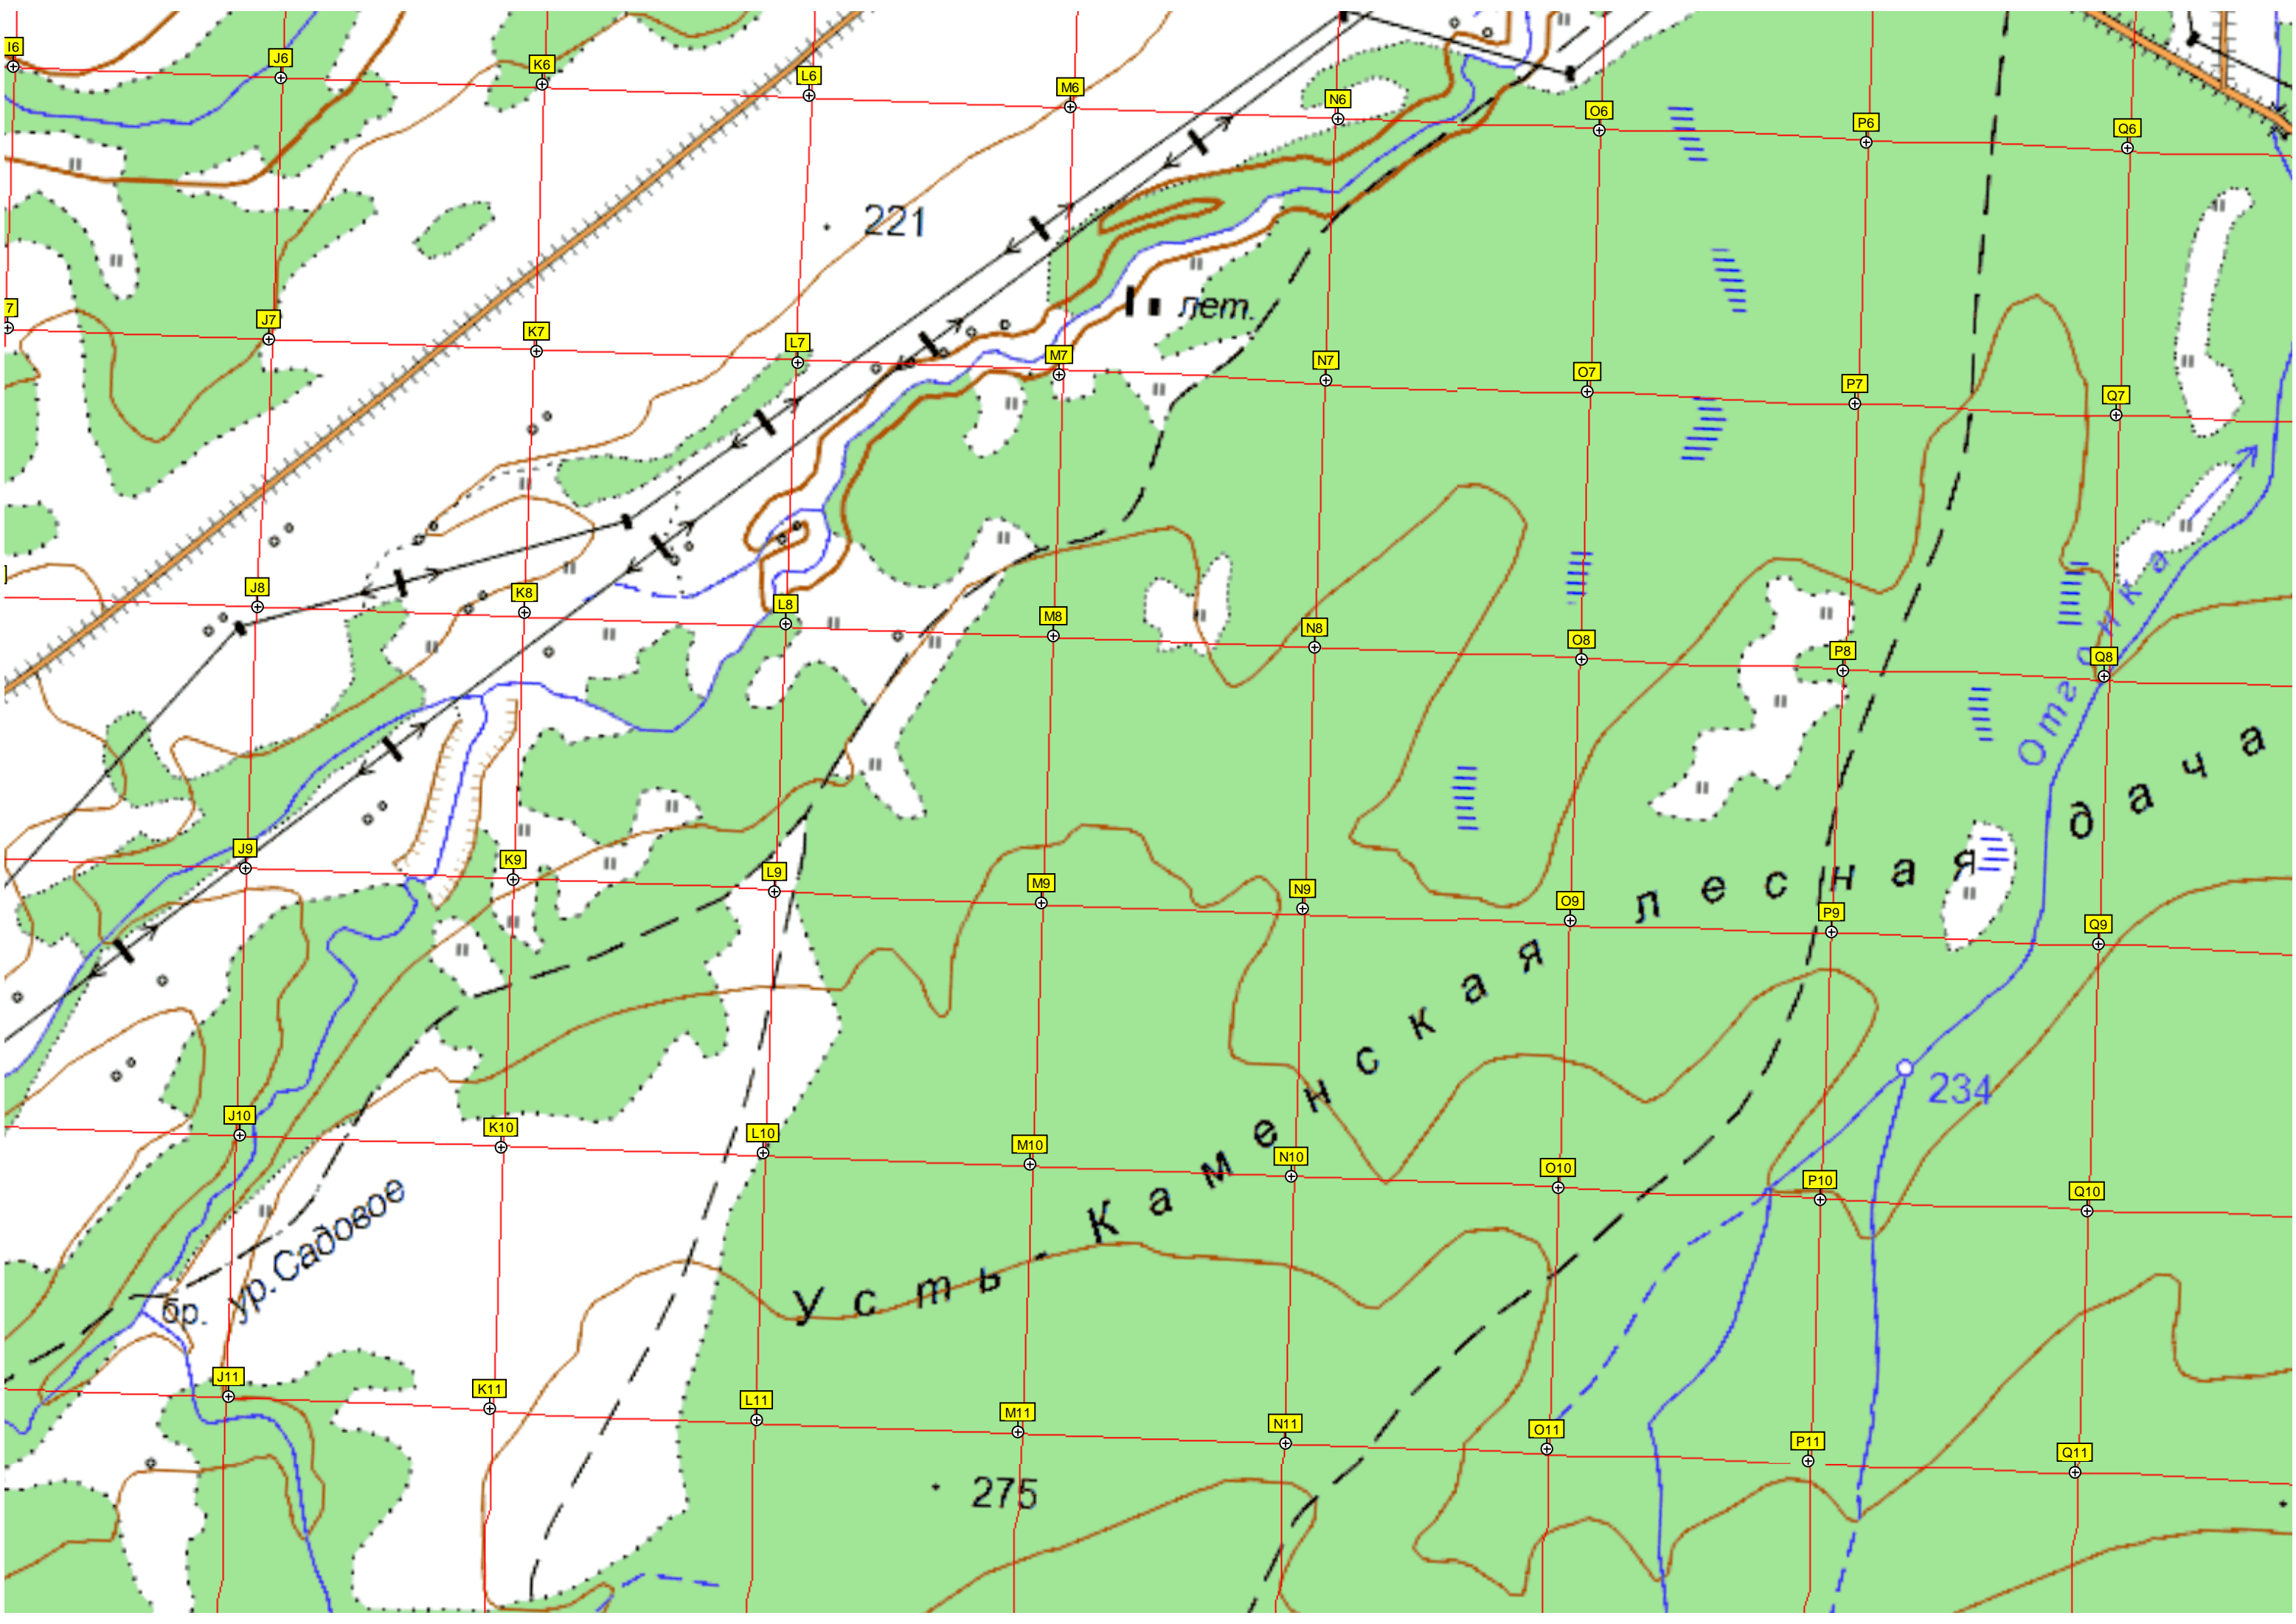 I6 J6 K6 L6 M6 N6 O6 P6 Q6
221
лет.
7 J7 K7 L7 M7 N7 O7 P7 Q7
J8 K8 L8 M8 N8 O8 P8 Q8
Отгонка
J9 K9 L9 M9 N9 O9 P9 Q9
Усть-Каменская лесная дача
234
J10 K10 L10 M10 N10 O10 P10 Q10
ур. Садовое
бр.
J11 K11 L11 M11 N11 O11 P11 Q11
275